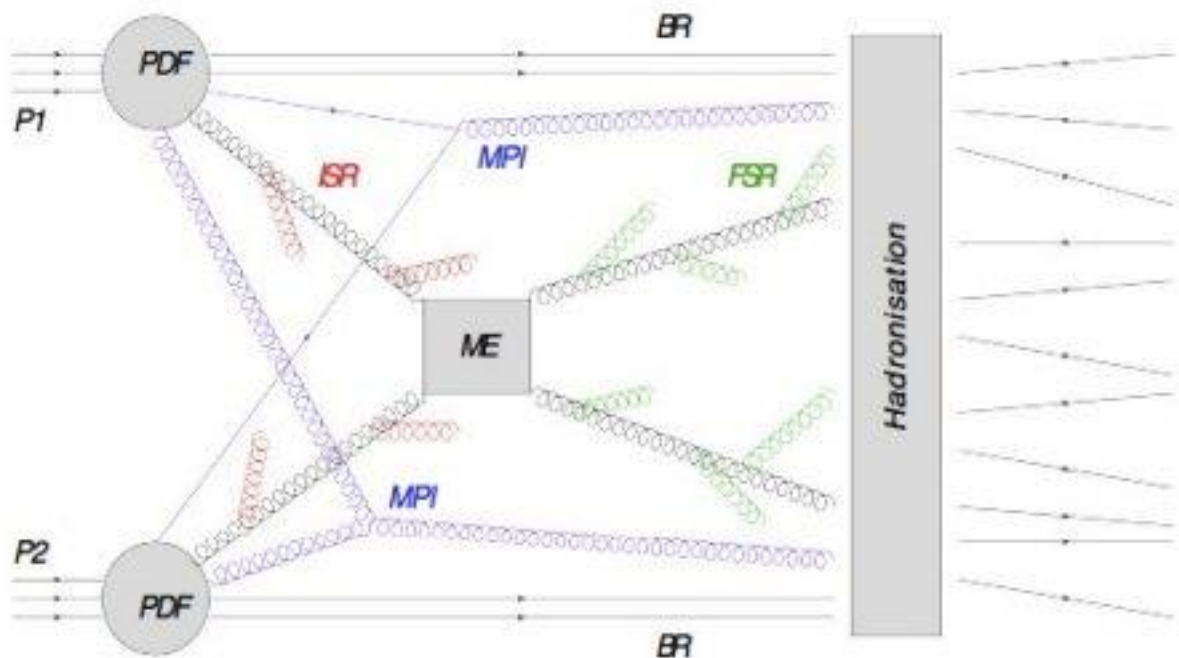 BR
PDF
P1
MPI
ISR
FSR
Hadronisation
ME
MPI
P2
PDF
BR